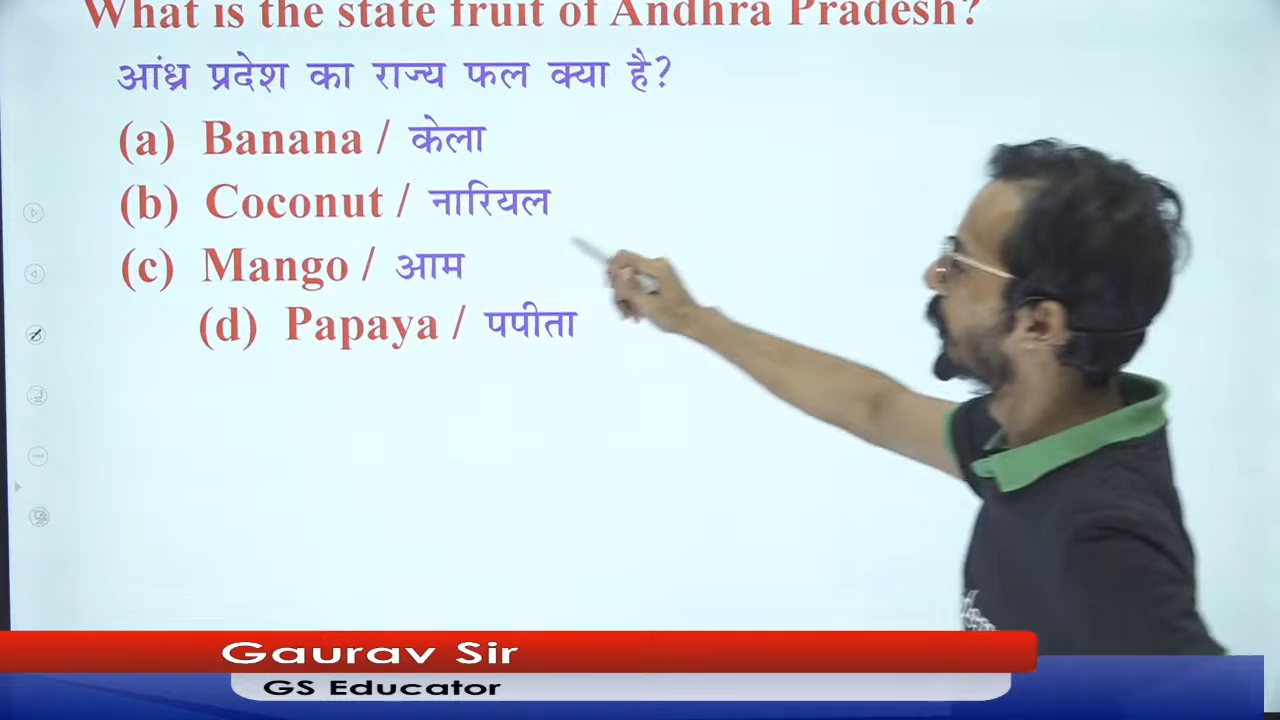 What is the state fruit of Andhra Pradesh?
आंध्र प्रदेश का राज्य फल क्या है?
(a) Banana / केला
(b) Coconut / नारियल
(c) Mango / आम
(d) Papaya / पपीता
Gaurav Sir
GS Educator